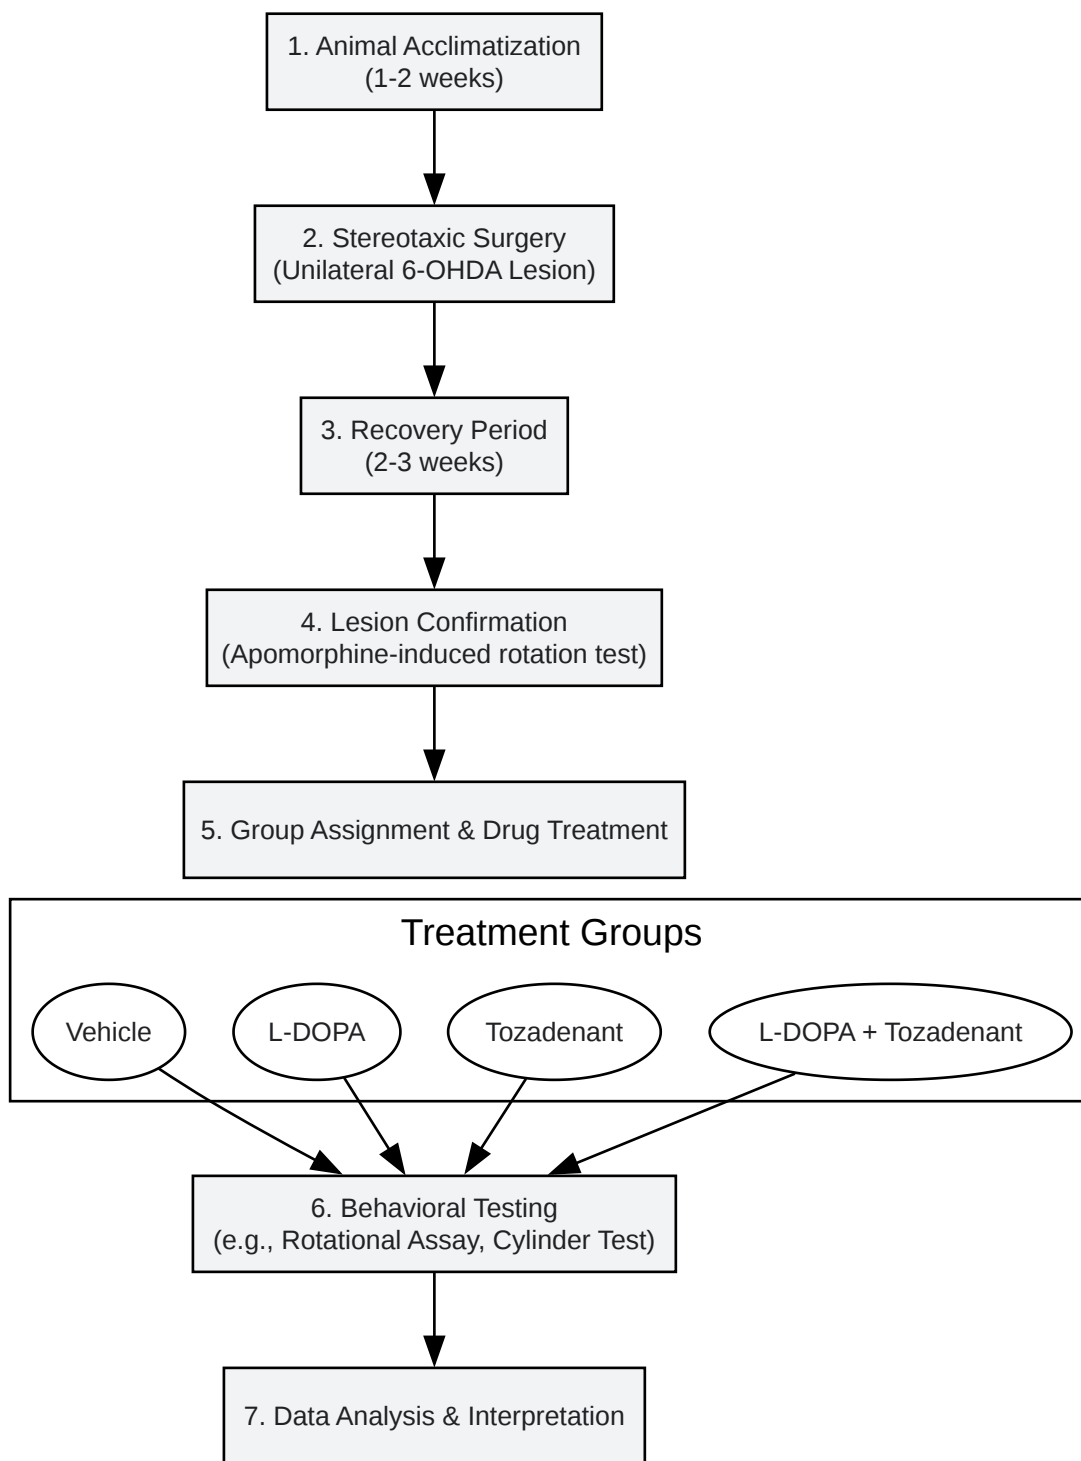 1. Animal Acclimatization
(1-2 weeks)
2. Stereotaxic Surgery
(Unilateral 6-OHDA Lesion)
3. Recovery Period
(2-3 weeks)
4. Lesion Confirmation
(Apomorphine-induced rotation test)
5. Group Assignment & Drug Treatment
Treatment Groups
Vehicle
L-DOPA
Tozadenant
L-DOPA + Tozadenant
6. Behavioral Testing
(e.g., Rotational Assay, Cylinder Test)
7. Data Analysis & Interpretation